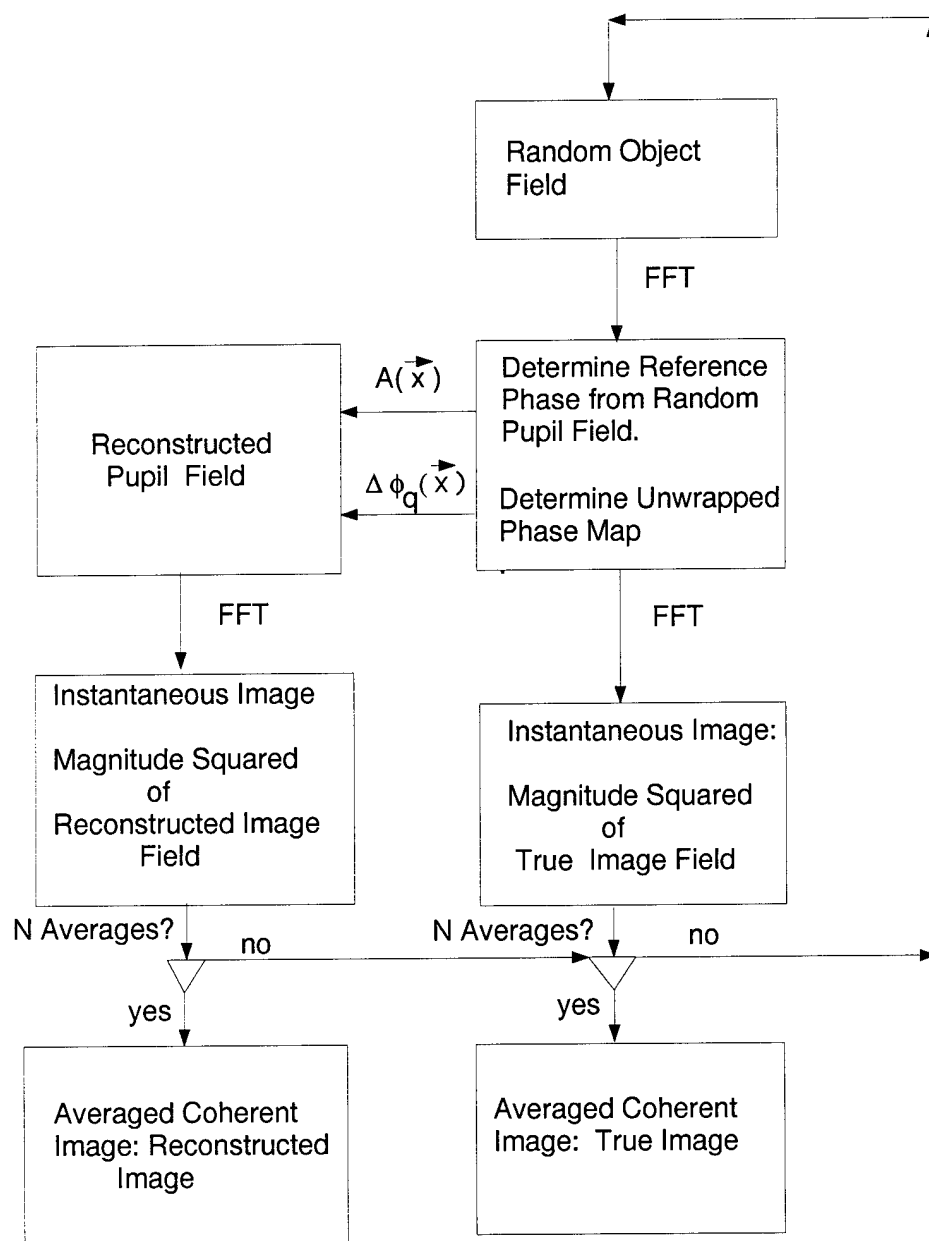 Random Object
Field
FFT
Determine Reference
Phase from Random
Pupil Field.
Determine Unwrapped
Phase Map
A(x⃗)
Δ ϕ_q(x⃗)
Reconstructed
Pupil Field
FFT
FFT
Instantaneous Image
Magnitude Squared
of
Reconstructed Image
Field
Instantaneous Image:
Magnitude Squared
of
True Image Field
N Averages?
no
yes
N Averages?
no
yes
Averaged Coherent
Image: Reconstructed
Image
Averaged Coherent
Image: True Image